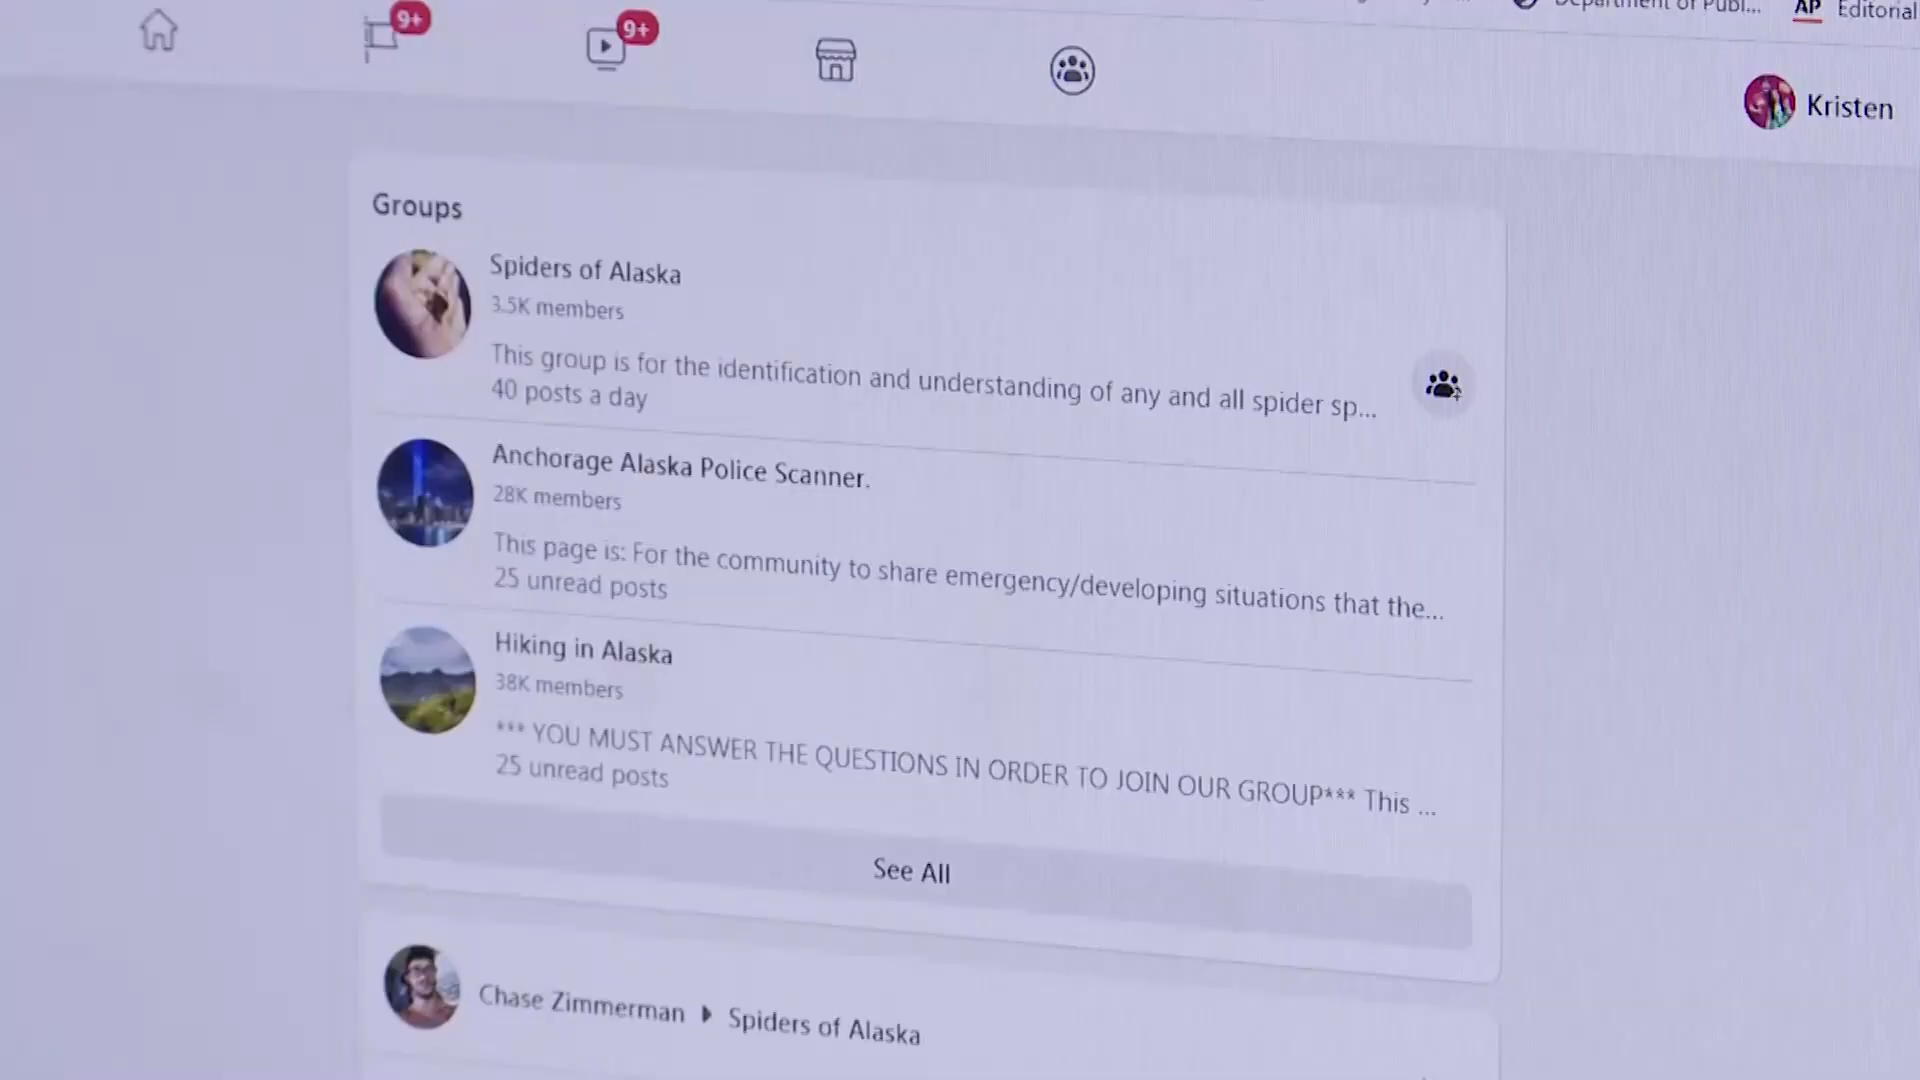 Department of Publ...
AP Editorial
9+
9+
Kristen
Groups
Spiders of Alaska
3.5K members
This group is for the identification and understanding of any and all spider sp...
40 posts a day
Anchorage Alaska Police Scanner.
28K members
This page is: For the community to share emergency/developing situations that the...
25 unread posts
Hiking in Alaska
38K members
*** YOU MUST ANSWER THE QUESTIONS IN ORDER TO JOIN OUR GROUP*** This ...
25 unread posts
See All
Chase Zimmerman ▸ Spiders of Alaska